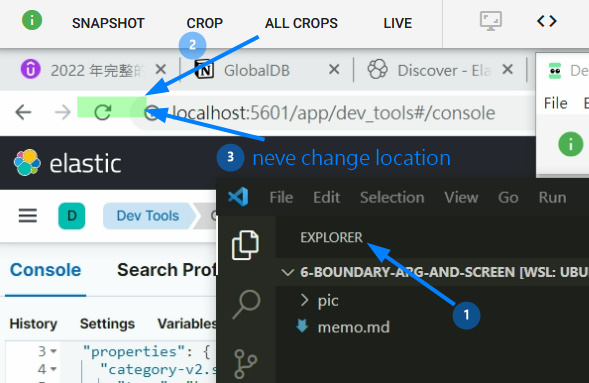 SNAPSHOT CROP ALL CROPS LIVE
2
2022 年完整的 GlobalDB Discover - Ela De
localhost:5601/app/dev_tools#/console
File E
elastic
3 neve change location
File Edit Selection View Go Run
D Dev Tools
EXPLORER
Console Search Prof
6-BOUNDARY-ARG-AND-SCREEN [WSL: UBU
pic
1
memo.md
History Settings Variables
3 "properties": {
4 "category-v2.s